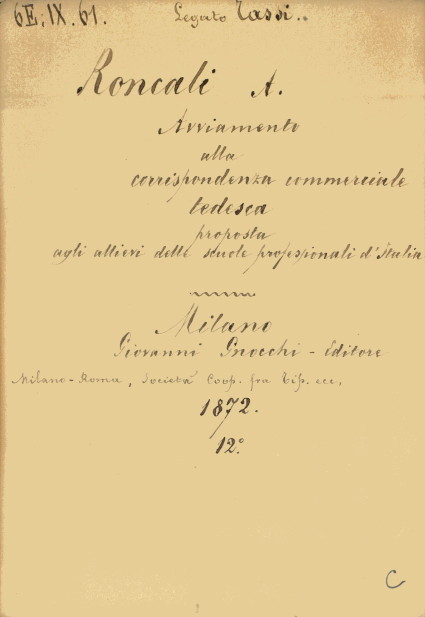 6E.IX.61. Legato Tassi..
Roncali A.
Avviamento
alla
corrispondenza commerciale
tedesca
proposta
agli allievi delle scuole professionali d'Italia
Milano
Giovanni Gnocchi - Editore
Milano-Roma, Società Coop. fra Tip. ecc,
1872.
12°.
C